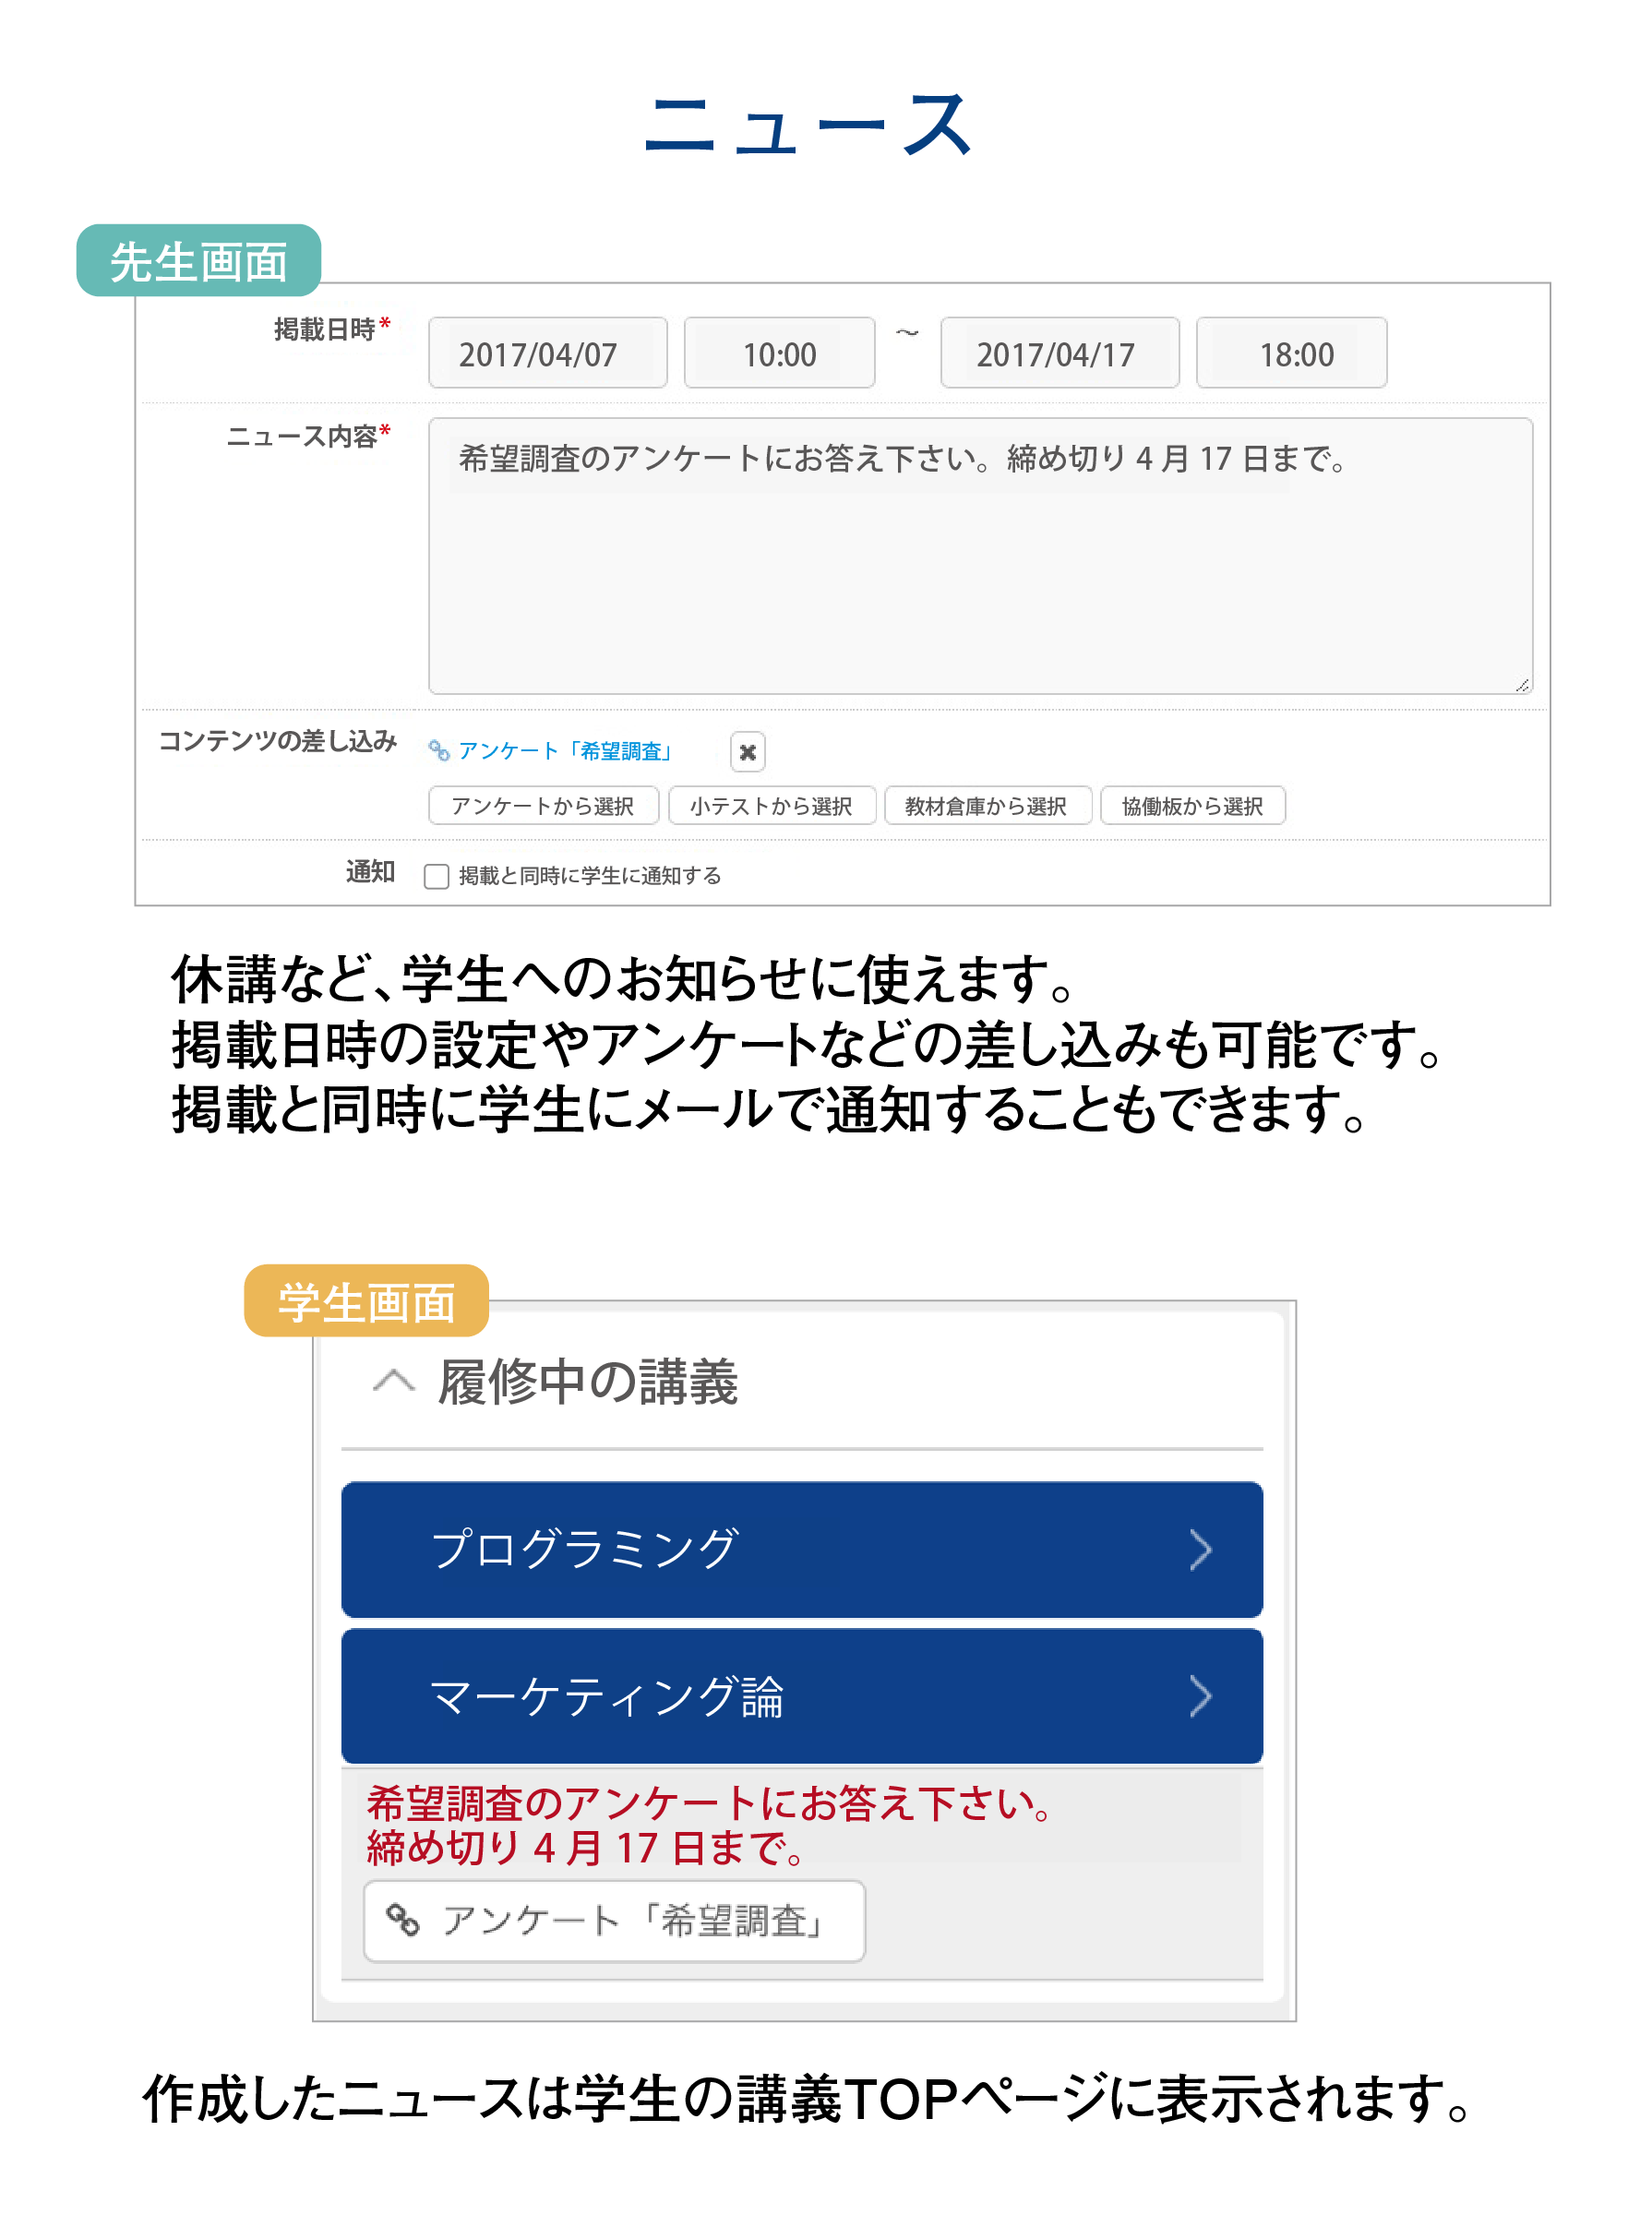 ニュース
先生画面
掲載日時*
2017/04/07 10:00 ～ 2017/04/17 18:00
ニュース内容*
希望調査のアンケートにお答え下さい。締め切り 4 月 17 日まで。
コンテンツの差し込み
アンケート「希望調査」
アンケートから選択 小テストから選択 教材倉庫から選択 協働板から選択
通知
掲載と同時に学生に通知する
休講など、学生へのお知らせに使えます。
掲載日時の設定やアンケートなどの差し込みも可能です。
掲載と同時に学生にメールで通知することもできます。
学生画面
履修中の講義
プログラミング
マーケティング論
希望調査のアンケートにお答え下さい。
締め切り 4 月 17 日まで。
アンケート「希望調査」
作成したニュースは学生の講義TOPページに表示されます。